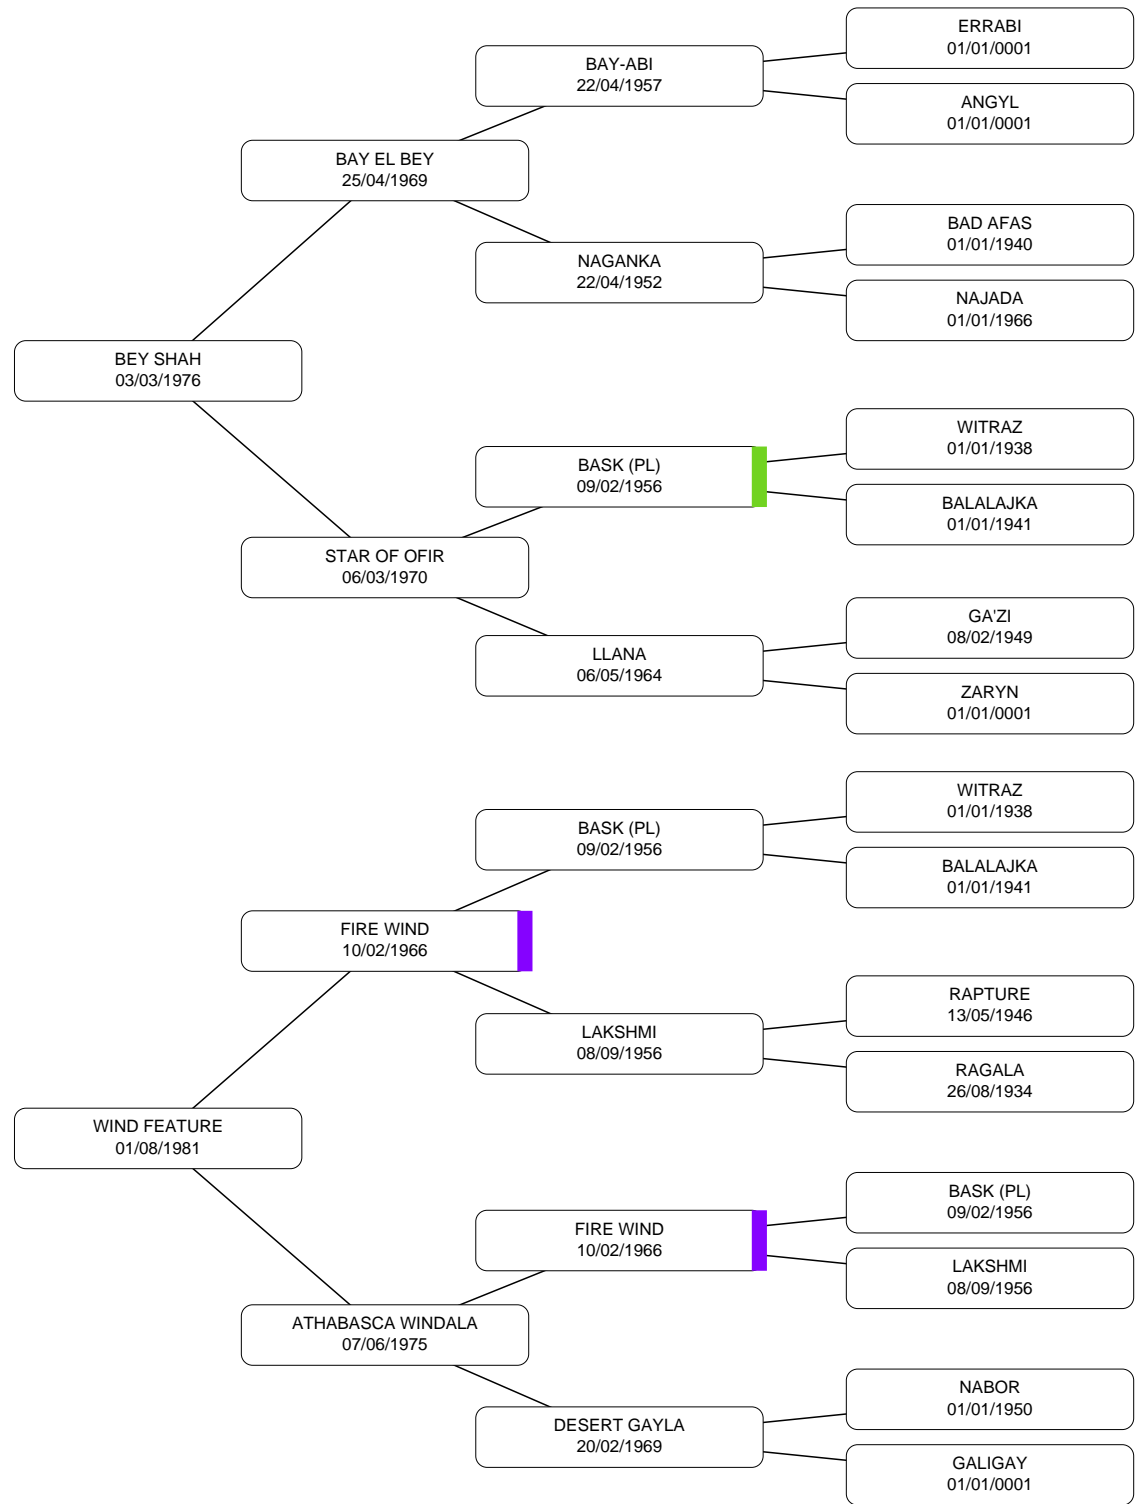 ERRABI
01/01/0001
BAY-ABI
22/04/1957
ANGYL
01/01/0001
BAY EL BEY
25/04/1969
BAD AFAS
01/01/1940
NAGANKA
22/04/1952
NAJADA
01/01/1966
BEY SHAH
03/03/1976
WITRAZ
01/01/1938
BASK (PL)
09/02/1956
BALALAJKA
01/01/1941
STAR OF OFIR
06/03/1970
GA'ZI
08/02/1949
LLANA
06/05/1964
ZARYN
01/01/0001
WITRAZ
01/01/1938
BASK (PL)
09/02/1956
BALALAJKA
01/01/1941
FIRE WIND
10/02/1966
RAPTURE
13/05/1946
LAKSHMI
08/09/1956
RAGALA
26/08/1934
WIND FEATURE
01/08/1981
BASK (PL)
09/02/1956
FIRE WIND
10/02/1966
LAKSHMI
08/09/1956
ATHABASCA WINDALA
07/06/1975
NABOR
01/01/1950
DESERT GAYLA
20/02/1969
GALIGAY
01/01/0001